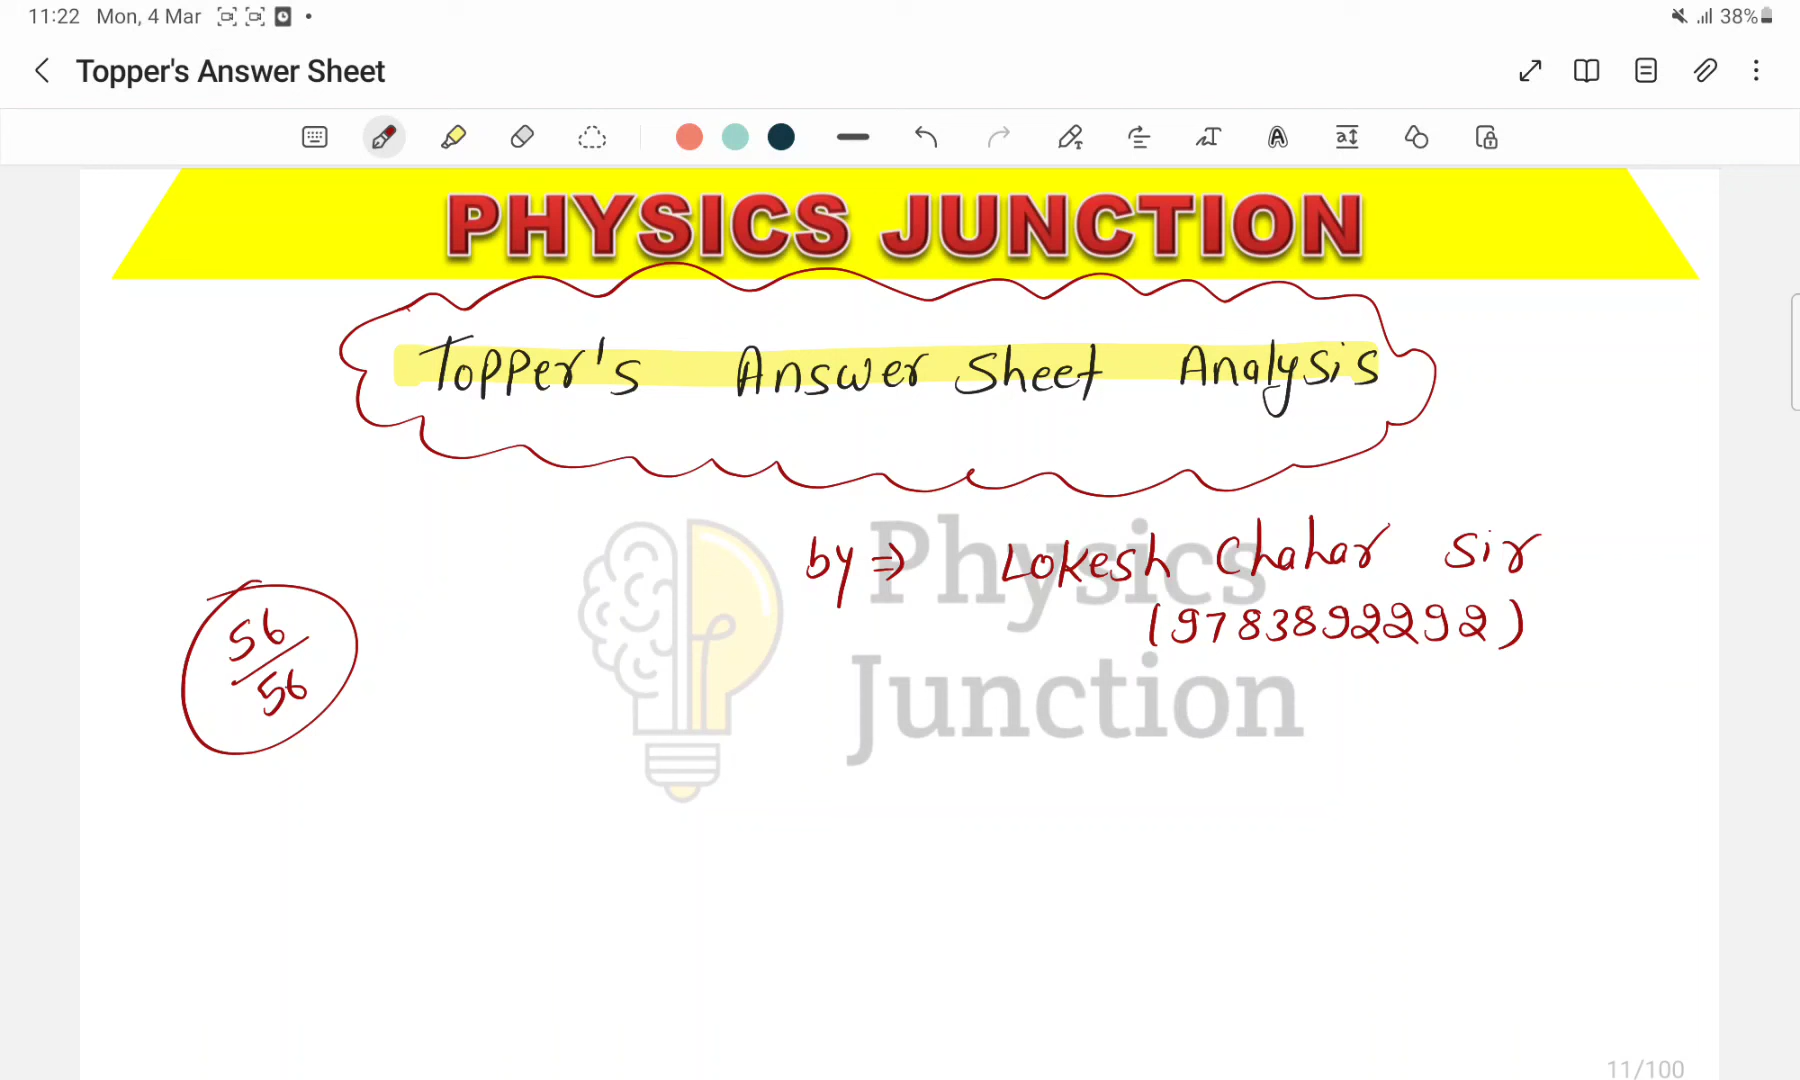 11:22 Mon, 4 Mar
38%
Topper's Answer Sheet
PHYSICS JUNCTION
Topper's Answer Sheet Analysis
by ⇒ Lokesh Chahar Sir
(9783892292)
56
56
Physics
Junction
11/100